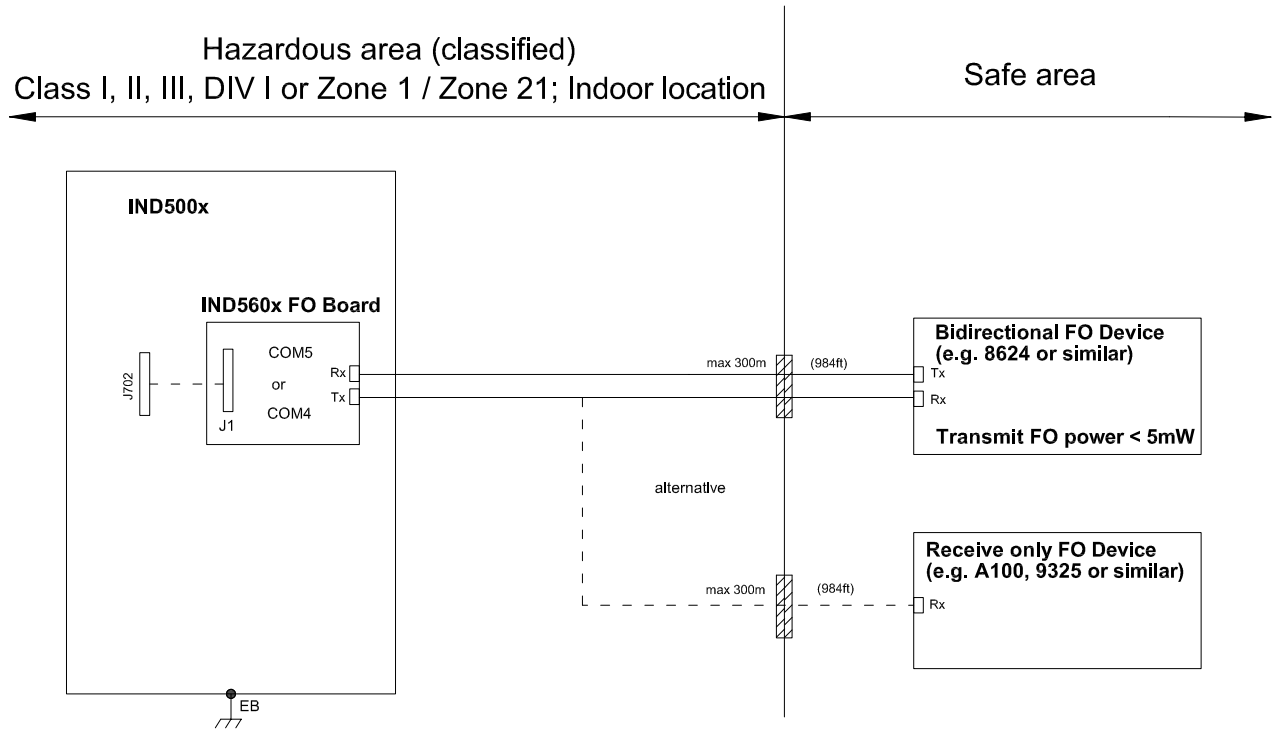 Hazardous area (classified)
Class I, II, III, DIV I or Zone 1 / Zone 21; Indoor location
Safe area
IND500x
IND560x FO Board
COM5
or
COM4
Rx
Tx
J702
J1
max 300m
(984ft)
Bidirectional FO Device
(e.g. 8624 or similar)
Tx
Rx
Transmit FO power < 5mW
alternative
Receive only FO Device
(e.g. A100, 9325 or similar)
max 300m
(984ft)
Rx
EB